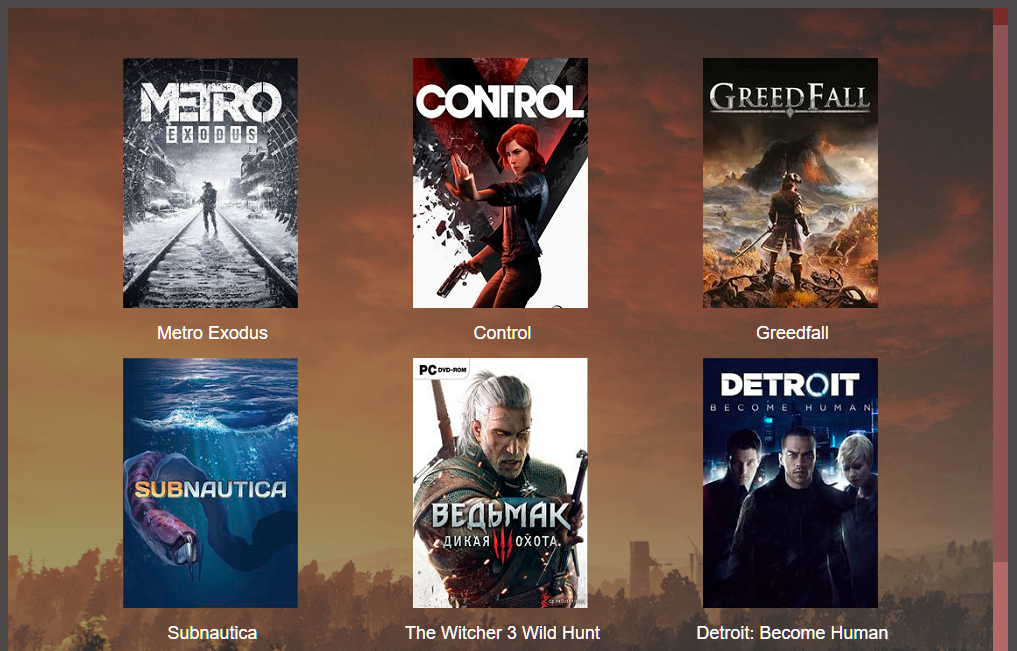 METRO
EXODUS
CONTROL
GREEDFALL
Metro Exodus
Control
Greedfall
SUBNAUTICA
PC DVD-ROM
ВЕДЬМАК
ДИКАЯ ОХОТА
DETROIT
BECOME HUMAN
Subnautica
The Witcher 3 Wild Hunt
Detroit: Become Human